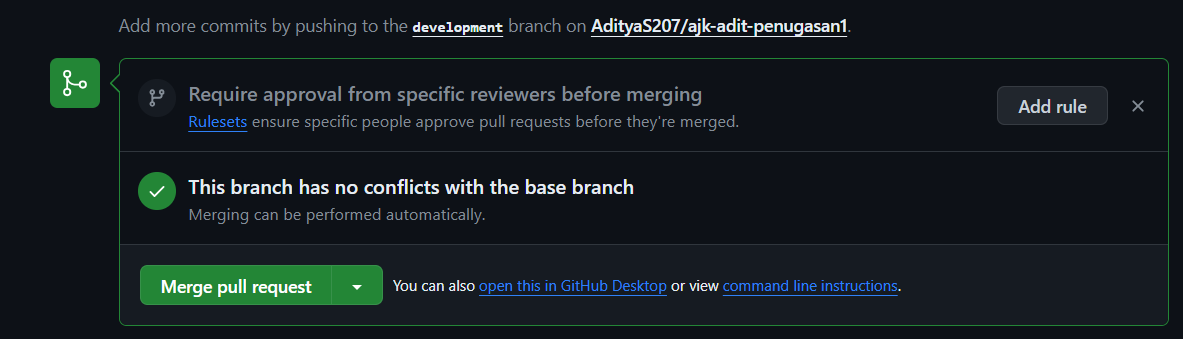 Add more commits by pushing to the development branch on AdityaS207/ajk-adit-penugasan1.
Require approval from specific reviewers before merging
Rulesets ensure specific people approve pull requests before they're merged.
Add rule
This branch has no conflicts with the base branch
Merging can be performed automatically.
Merge pull request
You can also open this in GitHub Desktop or view command line instructions.